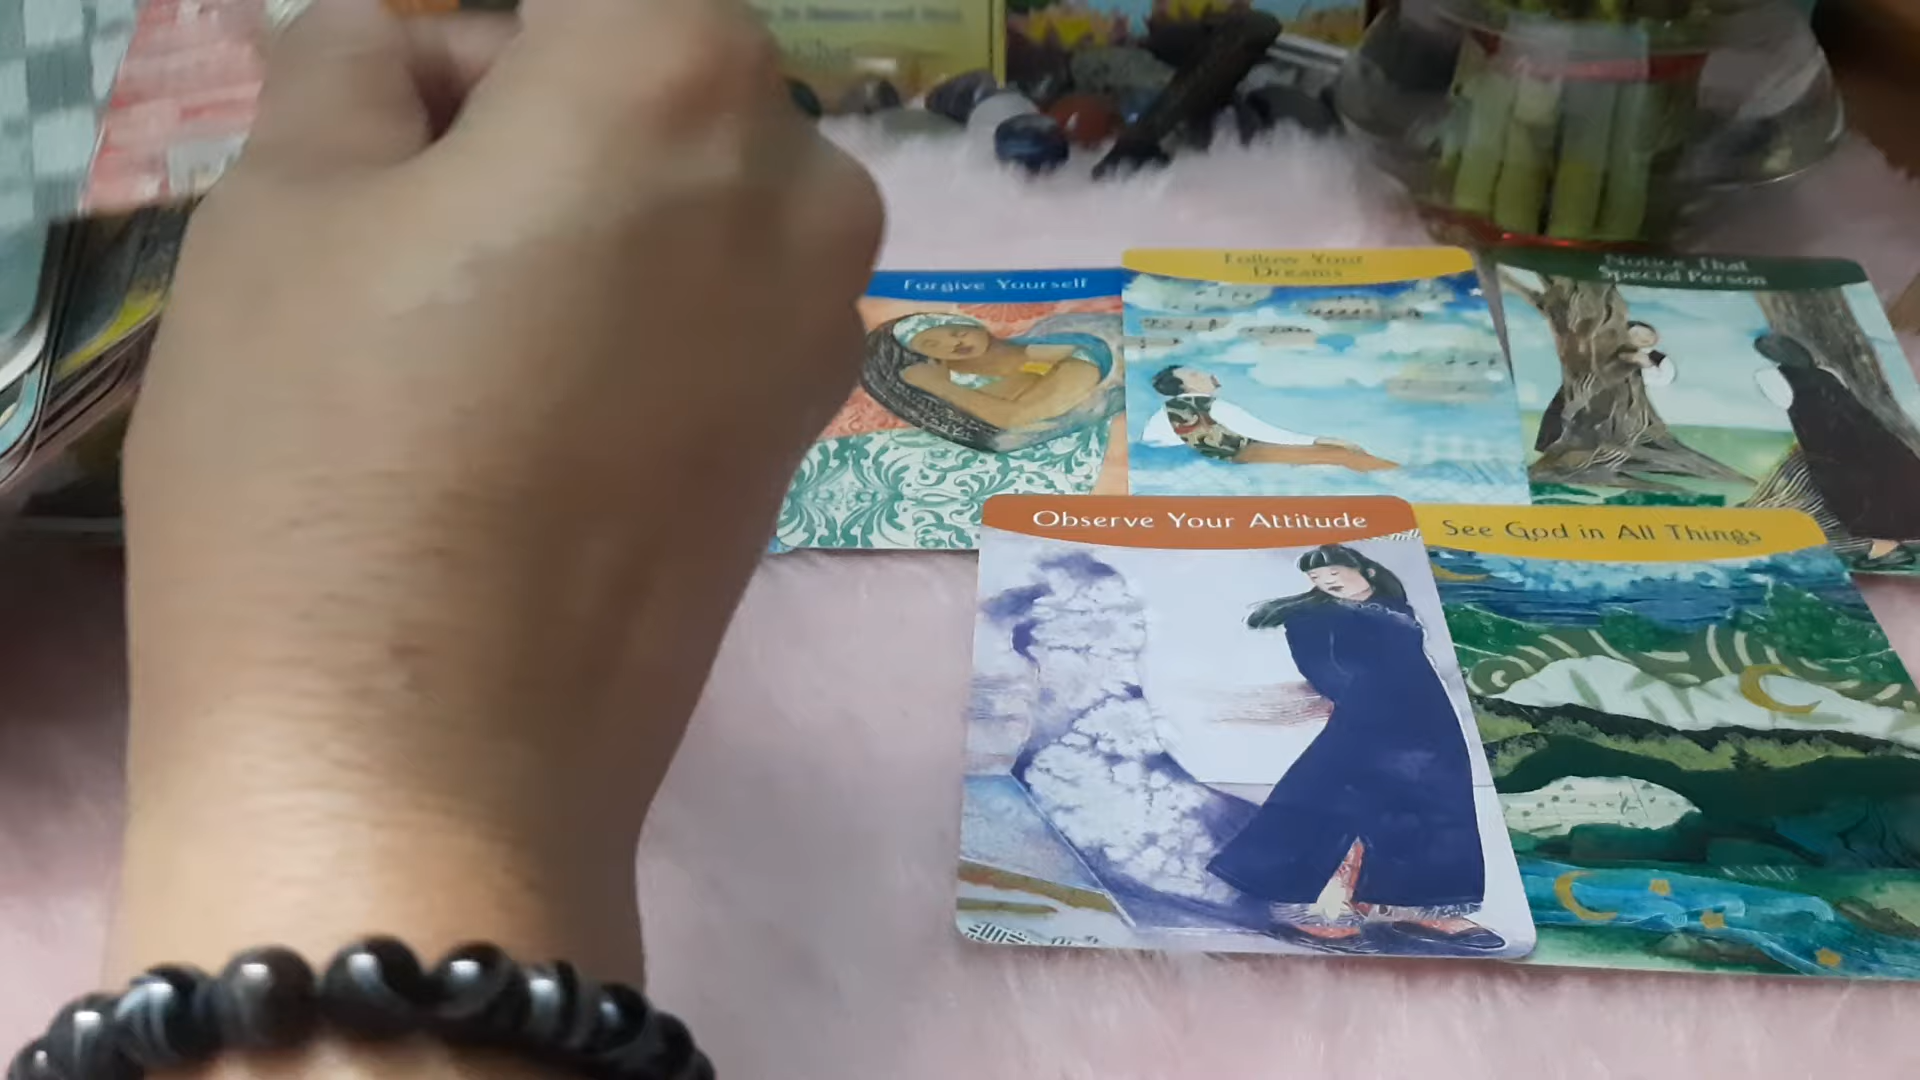 Forgive Yourself
Follow Your
Dreams
Notice That
Special Person
Observe Your Attitude
See God in All Things